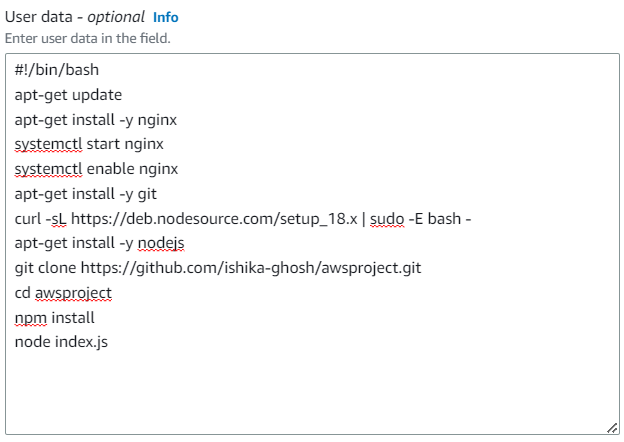 User data - optional Info
Enter user data in the field.
#!/bin/bash
apt-get update
apt-get install -y nginx
systemctl start nginx
systemctl enable nginx
apt-get install -y git
curl -sL https://deb.nodesource.com/setup_18.x | sudo -E bash -
apt-get install -y nodejs
git clone https://github.com/ishika-ghosh/awsproject.git
cd awsproject
npm install
node index.js